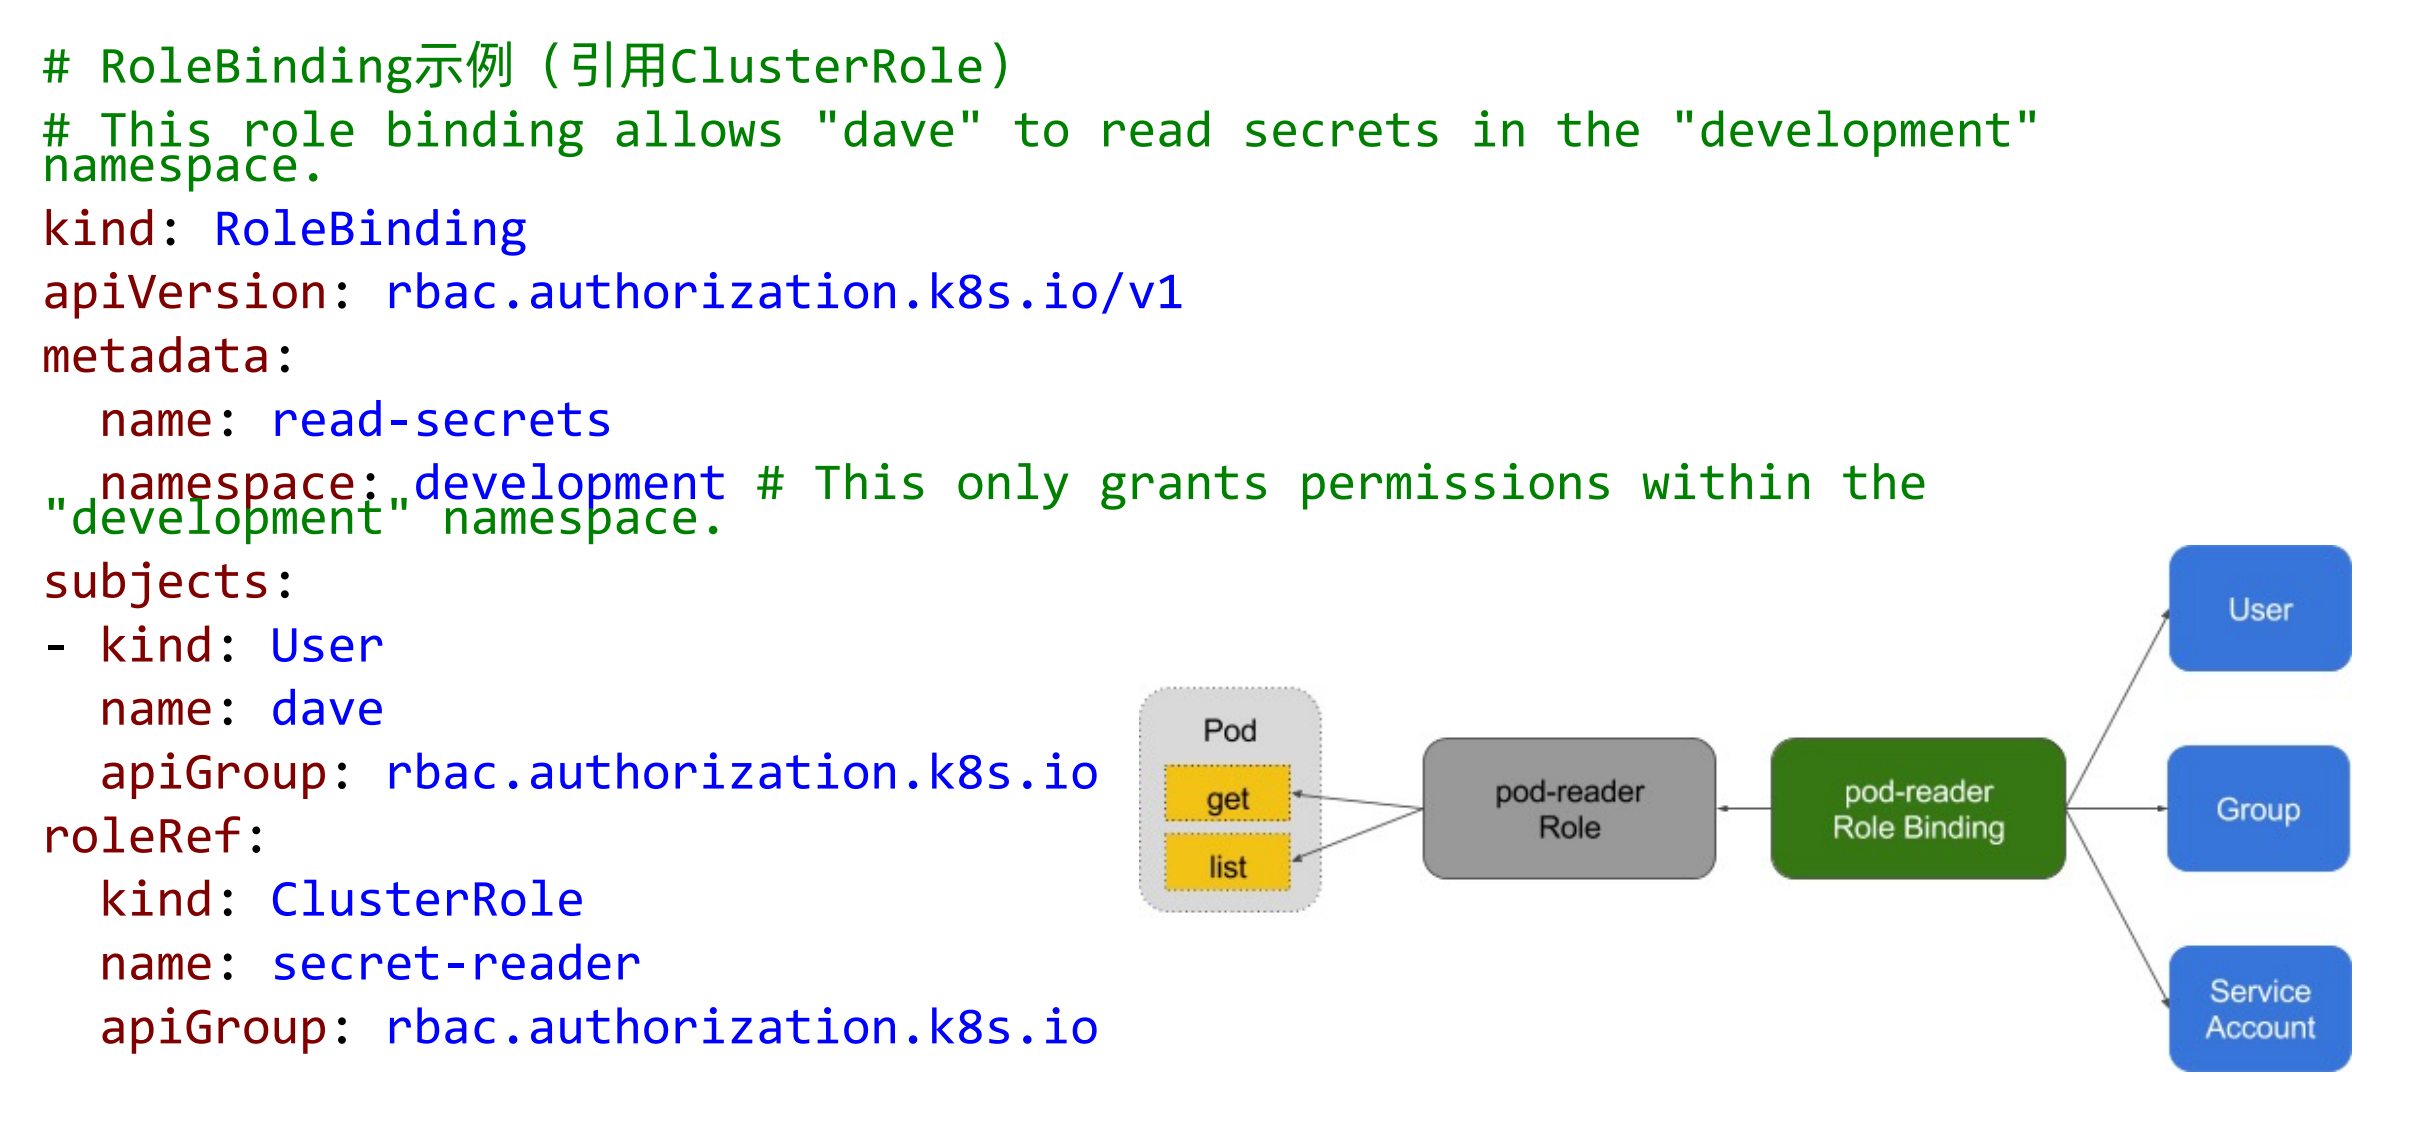 # RoleBinding示例（引用ClusterRole）
# This role binding allows "dave" to read secrets in the "development"
namespace.
kind: RoleBinding
apiVersion: rbac.authorization.k8s.io/v1
metadata:
  name: read-secrets
  namespace: development # This only grants permissions within the
"development" namespace.
subjects:
- kind: User
  name: dave
  apiGroup: rbac.authorization.k8s.io
roleRef:
  kind: ClusterRole
  name: secret-reader
  apiGroup: rbac.authorization.k8s.io
Pod
get
list
pod-reader
Role
pod-reader
Role Binding
User
Group
Service
Account